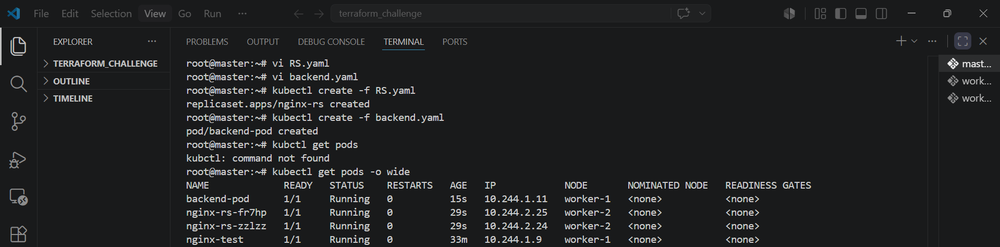 File Edit Selection View Go Run ··· terraform_challenge
EXPLORER ···
TERRAFORM_CHALLENGE
OUTLINE
TIMELINE
PROBLEMS OUTPUT DEBUG CONSOLE TERMINAL PORTS
root@master:~# vi RS.yaml
root@master:~# vi backend.yaml
root@master:~# kubectl create -f RS.yaml
replicaset.apps/nginx-rs created
root@master:~# kubectl create -f backend.yaml
pod/backend-pod created
root@master:~# kubctl get pods
kubctl: command not found
root@master:~# kubectl get pods -o wide
NAME READY STATUS RESTARTS AGE IP NODE NOMINATED NODE READINESS GATES
backend-pod 1/1 Running 0 15s 10.244.1.11 worker-1 <none> <none>
nginx-rs-fr7hp 1/1 Running 0 29s 10.244.2.25 worker-2 <none> <none>
nginx-rs-zzlzz 1/1 Running 0 29s 10.244.2.24 worker-2 <none> <none>
nginx-test 1/1 Running 0 33m 10.244.1.9 worker-1 <none> <none>
mast...
work...
work...